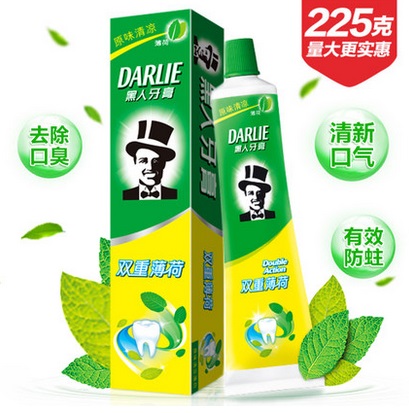 225克
量大更实惠
原味清凉
薄荷
DARLIE
黑人牙膏
双重薄荷
黑人牙膏
双重薄荷
原味清凉
薄荷
DARLIE
黑人牙膏
Double
Action
双重薄荷
去除
口臭
清新
口气
有效
防蛀